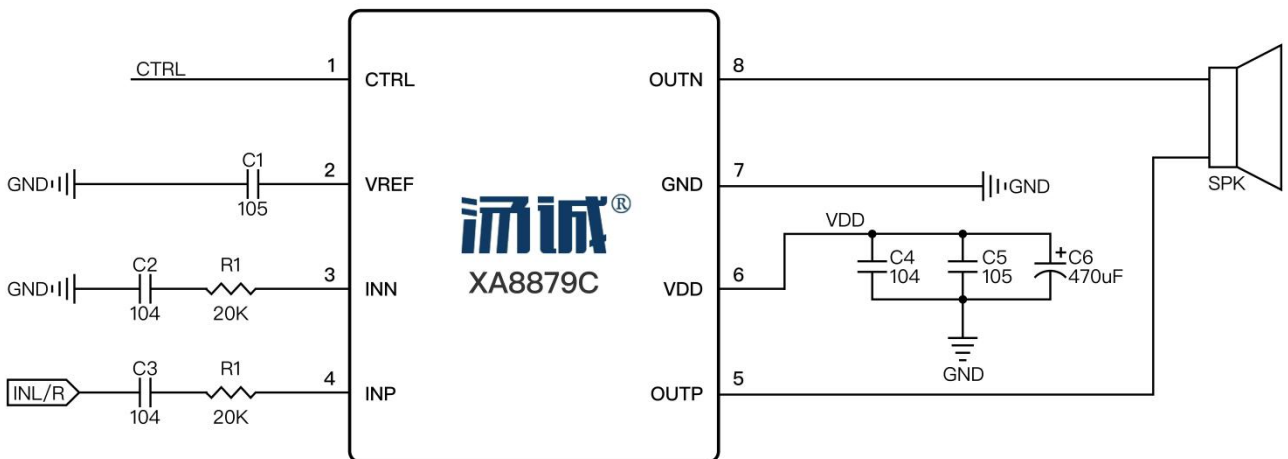 CTRL 1 CTRL OUTN 8
GND C1 105 2 VREF GND 7 GND SPK
汤诚®
XA8879C
VDD
GND C2 104 R1 20K 3 INN VDD 6 C4 104 C5 105 + C6 470uF
GND
INL/R C3 104 R1 20K 4 INP OUTP 5